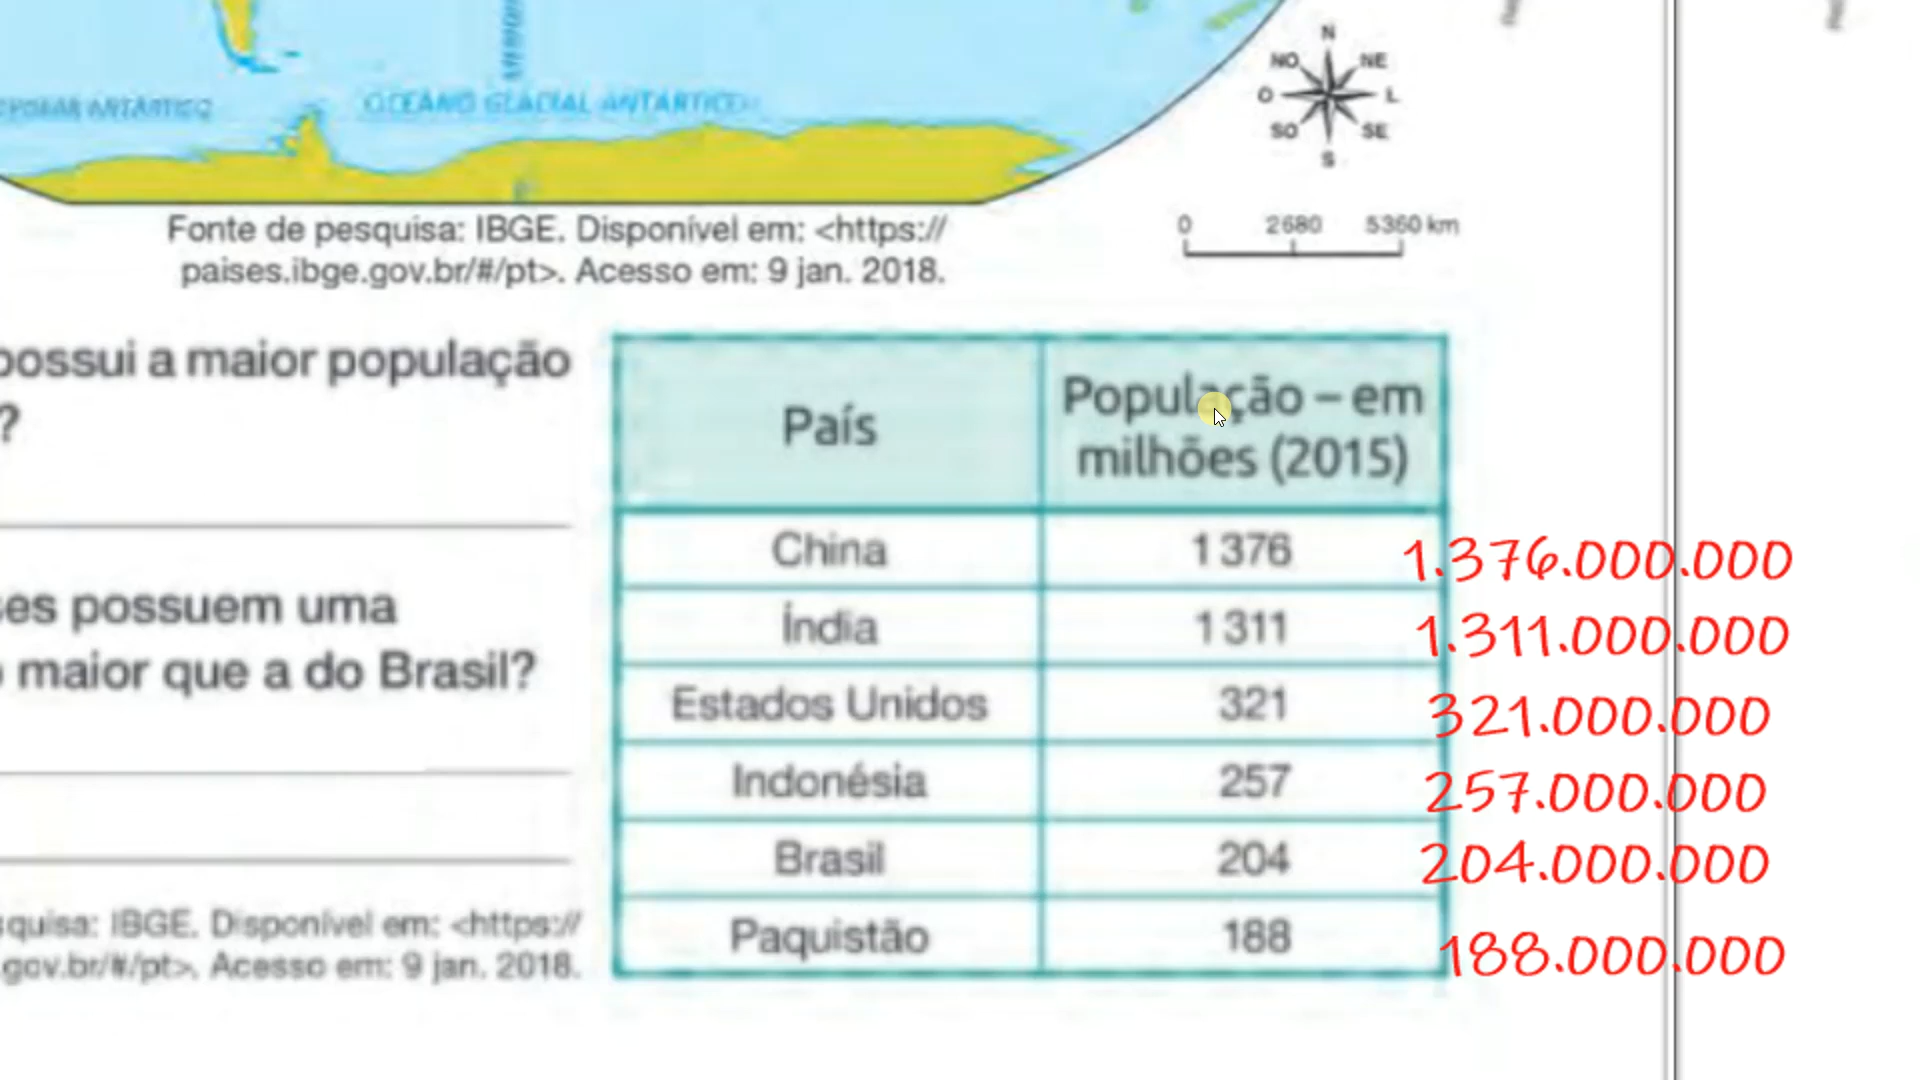 N
NO
NE
O
L
SO
SE
S
ANTÁRTICO
OCEANO GLACIAL ANTÁRTICO
Fonte de pesquisa: IBGE. Disponível em: <https://
paises.ibge.gov.br/#/pt>. Acesso em: 9 jan. 2018.
0 2680 5360 km
possui a maior população
?
es possuem uma
maior que a do Brasil?
squisa: IBGE. Disponível em: <https://
.gov.br/#/pt>. Acesso em: 9 jan. 2018.
País
População – em
milhões (2015)
China 1 376 1.376.000.000
Índia 1 311 1.311.000.000
Estados Unidos 321 321.000.000
Indonésia 257 257.000.000
Brasil 204 204.000.000
Paquistão 188 188.000.000